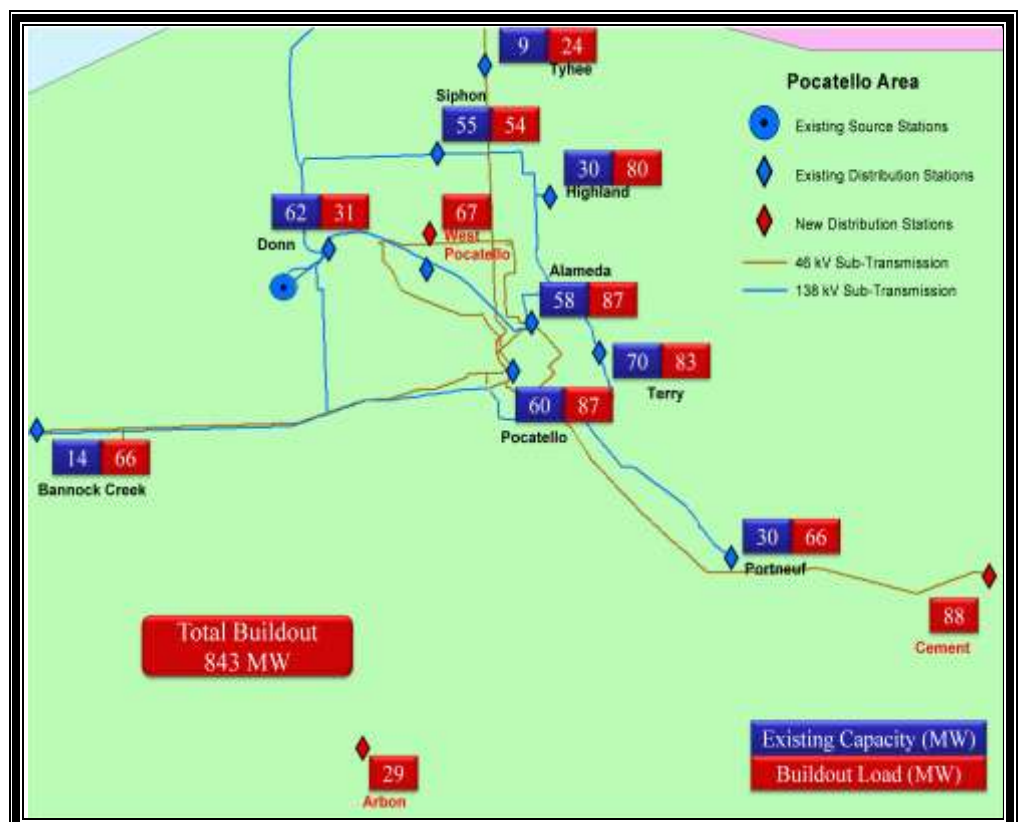 9 24
Tyhee
Siphon
55 54
Pocatello Area
Existing Source Stations
Existing Distribution Stations
New Distribution Stations
46 kV Sub-Transmission
138 kV Sub-Transmission
30 80
Highland
62 31
Donn
67
West
Pocatello
Alameda
58 87
70 83
Terry
60 87
Pocatello
14 66
Bannock Creek
30 66
Portneuf
88
Cement
Total Buildout
843 MW
29
Arbon
Existing Capacity (MW)
Buildout Load (MW)